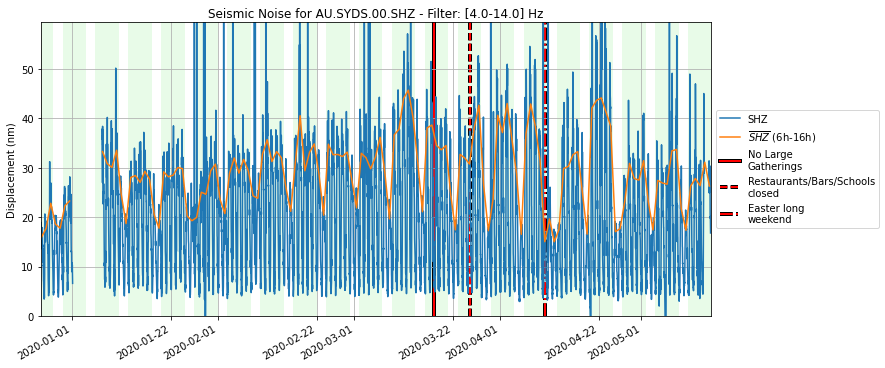 Seismic Noise for AU.SYDS.00.SHZ - Filter: [4.0-14.0] Hz
Displacement (nm)
50
40
30
20
10
0
2020-01-01
2020-01-22
2020-02-01
2020-02-22
2020-03-01
2020-03-22
2020-04-01
2020-04-22
2020-05-01
SHZ
SHZ (6h-16h)
No Large
Gatherings
Restaurants/Bars/Schools
closed
Easter long
weekend